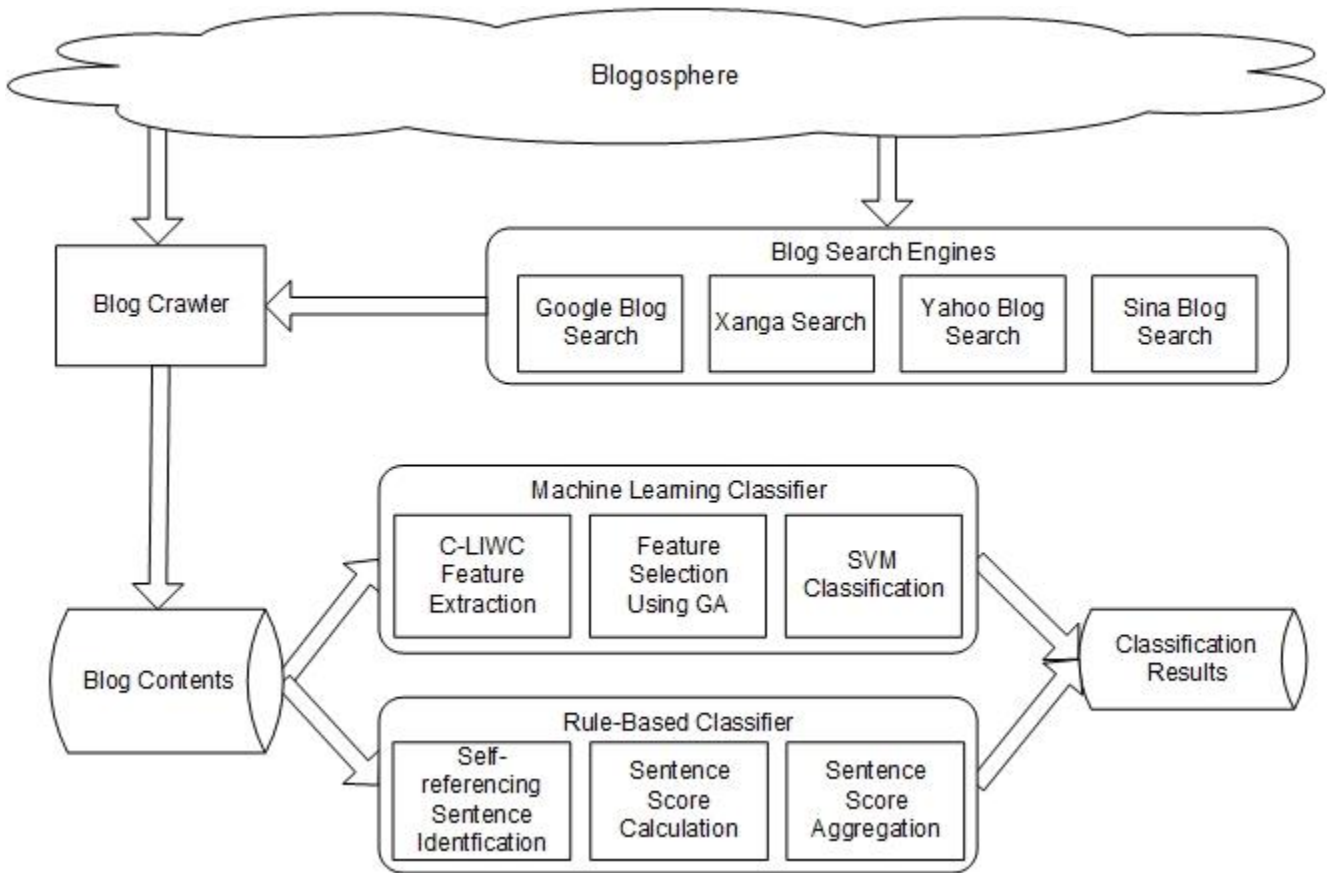 Blogosphere
Blog Search Engines
Blog Crawler
Google Blog
Search
Xanga Search
Yahoo Blog
Search
Sina Blog
Search
Machine Learning Classifier
C-LIWC
Feature
Extraction
Feature
Selection
Using GA
SVM
Classification
Blog Contents
Classification
Results
Rule-Based Classifier
Self-
referencing
Sentence
Identfication
Sentence
Score
Calculation
Sentence
Score
Aggregation